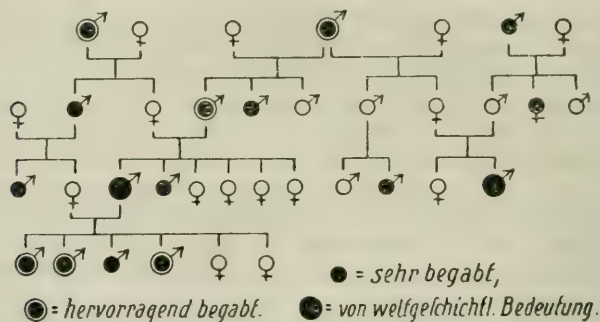 = sehr begabt,
= hervorragend begabt.
= von weltgeschichtl. Bedeutung.